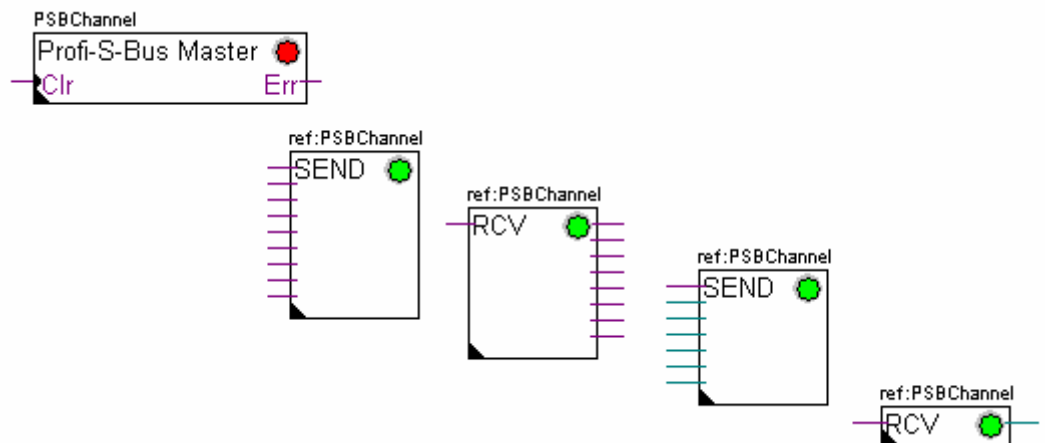 PSBChannel
Profi-S-Bus Master
Clr Err
ref:PSBChannel
SEND
ref:PSBChannel
RCV
ref:PSBChannel
SEND
ref:PSBChannel
RCV